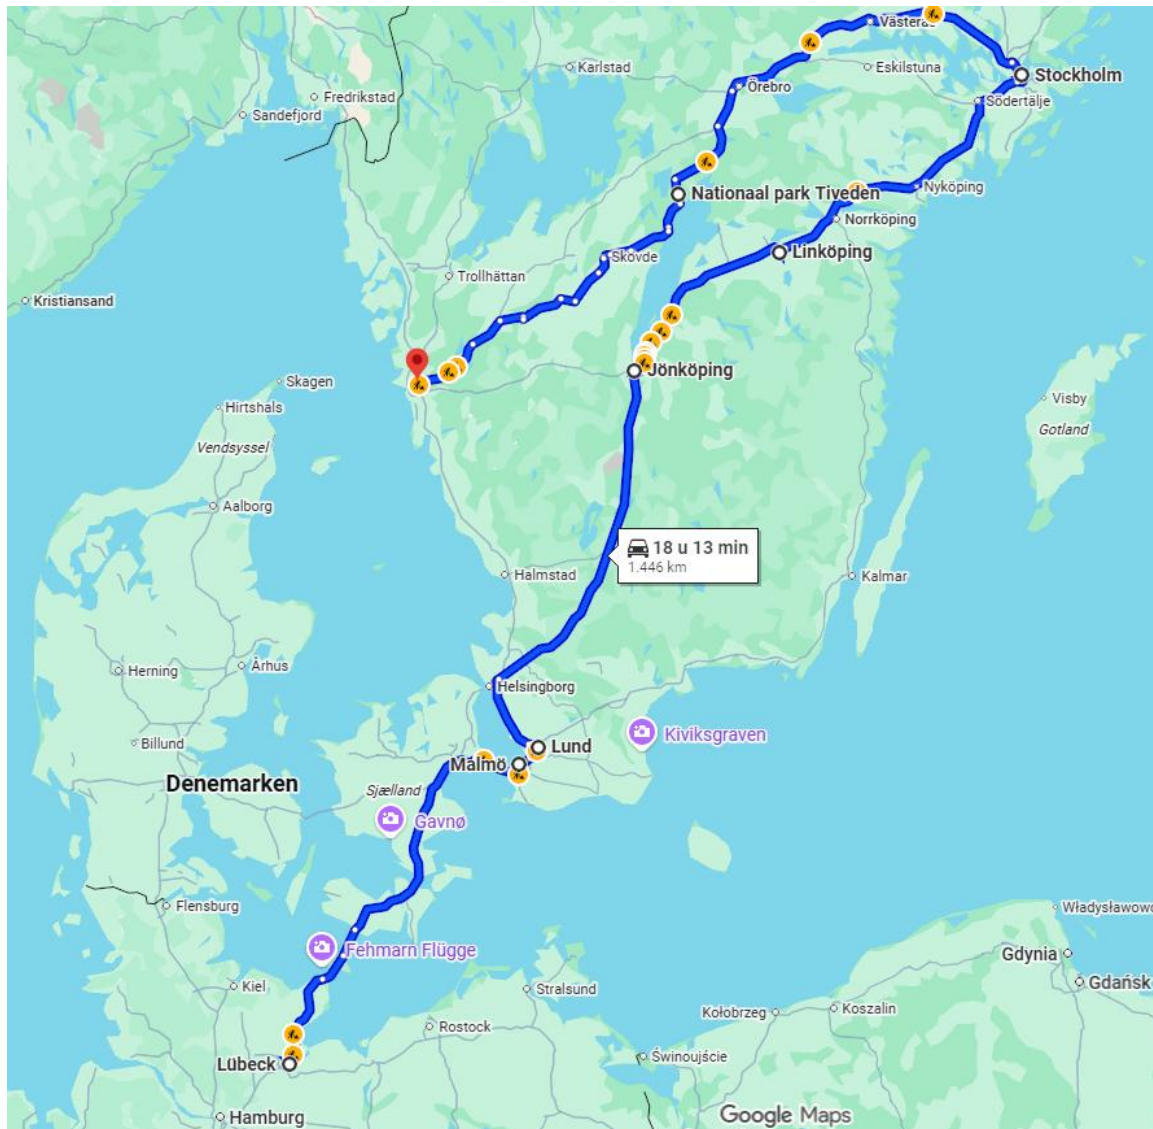 Västerås
Karlstad
Eskilstuna
Stockholm
Örebro
Fredrikstad
Södertälje
Sandefjord
Nyköping
Nationaal park Tiveden
Norrköping
Linköping
Skövde
Trollhättan
Kristiansand
Jönköping
Skagen
Visby
Hirtshals
Gotland
Vendsyssel
Aalborg
18 u 13 min
1.446 km
Halmstad
Kalmar
Århus
Herning
Helsingborg
Kiviksgraven
Billund
Lund
Malmö
Denemarken
Sjælland
Gavnø
Flensburg
Władysławowo
Fehmarn Flügge
Gdynia
Kiel
Stralsund
Gdańsk
Kołobrzeg
Koszalin
Rostock
Świnoujście
Lübeck
Hamburg
Google Maps